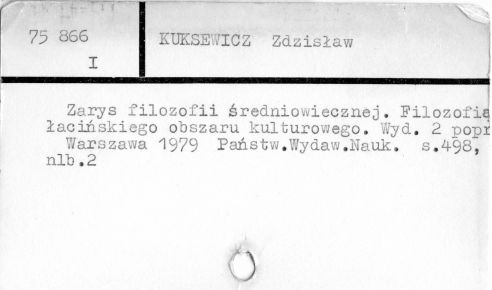 75 866
I
KUKSEWICZ Zdzisław
Zarys filozofii średniowiecznej. Filozofia
łacińskiego obszaru kulturowego. Wyd. 2 popr
Warszawa 1979 Państw.Wydaw.Nauk. s.498,
nlb.2